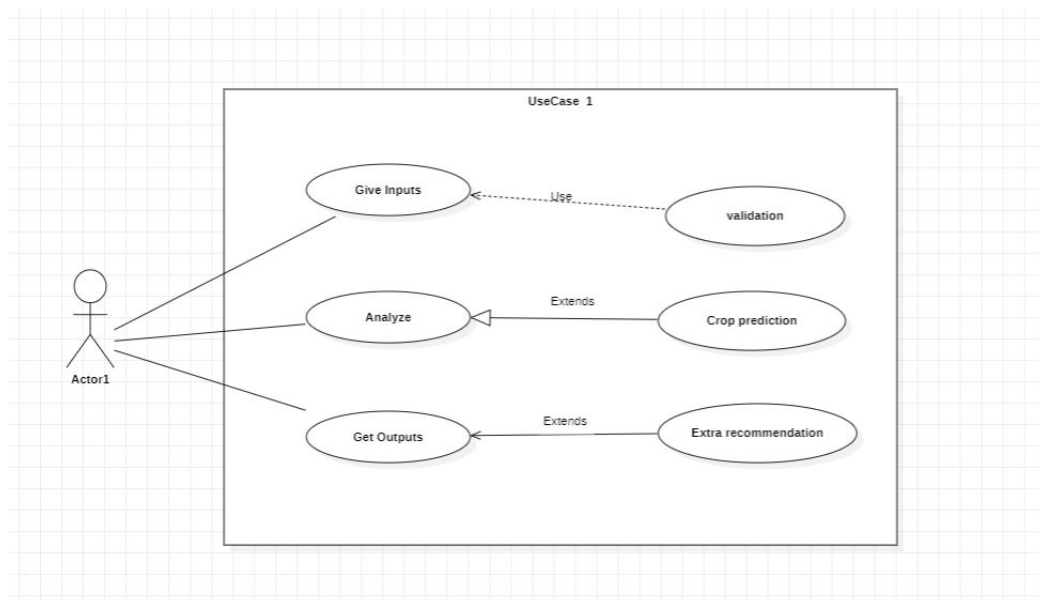 UseCase 1
Give Inputs
Use
validation
Analyze
Extends
Crop prediction
Actor1
Get Outputs
Extends
Extra recommendation